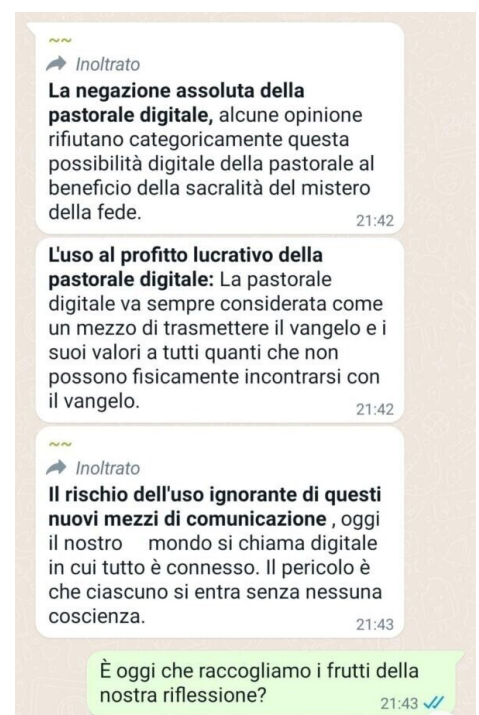 ~~
Inoltrato
La negazione assoluta della
pastorale digitale, alcune opinione
rifiutano categoricamente questa
possibilità digitale della pastorale al
beneficio della sacralità del mistero
della fede.
21:42
L'uso al profitto lucrativo della
pastorale digitale: La pastorale
digitale va sempre considerata come
un mezzo di trasmettere il vangelo e i
suoi valori a tutti quanti che non
possono fisicamente incontrarsi con
il vangelo.
21:42
~~
Inoltrato
Il rischio dell'uso ignorante di questi
nuovi mezzi di comunicazione , oggi
il nostro mondo si chiama digitale
in cui tutto è connesso. Il pericolo è
che ciascuno si entra senza nessuna
coscienza.
21:43
È oggi che raccogliamo i frutti della
nostra riflessione?
21:43